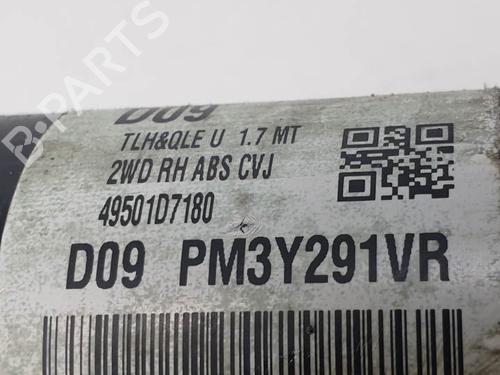 D09
TLH&QLE U 1.7 MT
2WD RH ABS CVJ
49501D7180
D09 PM3Y291VR
B-PARTS